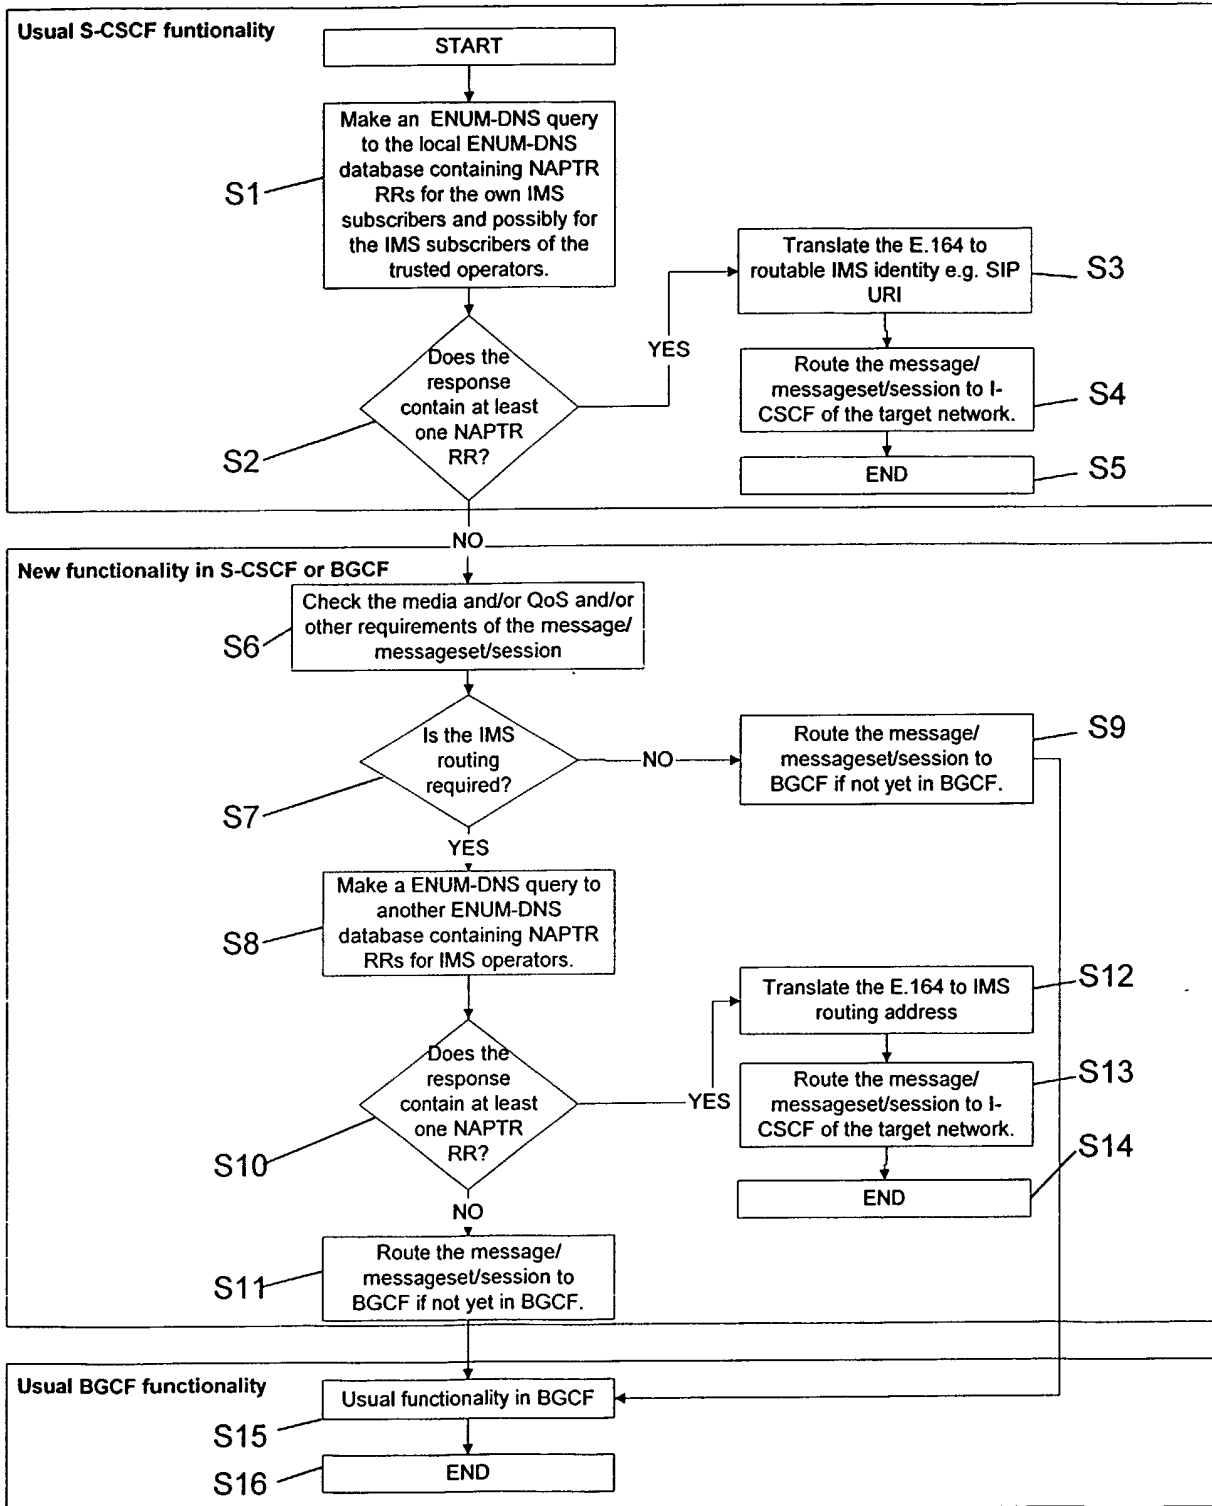 Usual S-CSCF funtionality
START
Make an ENUM-DNS query
to the local ENUM-DNS
database containing NAPTR
RRs for the own IMS
subscribers and possibly for
the IMS subscribers of the
trusted operators.
S1
Does the
response
contain at least
one NAPTR
RR?
S2
YES
Translate the E.164 to
routable IMS identity e.g. SIP
URI
S3
Route the message/
messageset/session to I-
CSCF of the target network.
S4
END
S5
NO
New functionality in S-CSCF or BGCF
Check the media and/or QoS and/or
other requirements of the message/
messageset/session
S6
Is the IMS
routing
required?
S7
NO
Route the message/
messageset/session to
BGCF if not yet in BGCF.
S9
YES
Make a ENUM-DNS query to
another ENUM-DNS
database containing NAPTR
RRs for IMS operators.
S8
Does the
response
contain at least
one NAPTR
RR?
S10
YES
Translate the E.164 to IMS
routing address
S12
Route the message/
messageset/session to I-
CSCF of the target network.
S13
END
S14
NO
Route the message/
messageset/session to
BGCF if not yet in BGCF.
S11
Usual BGCF functionality
Usual functionality in BGCF
S15
END
S16